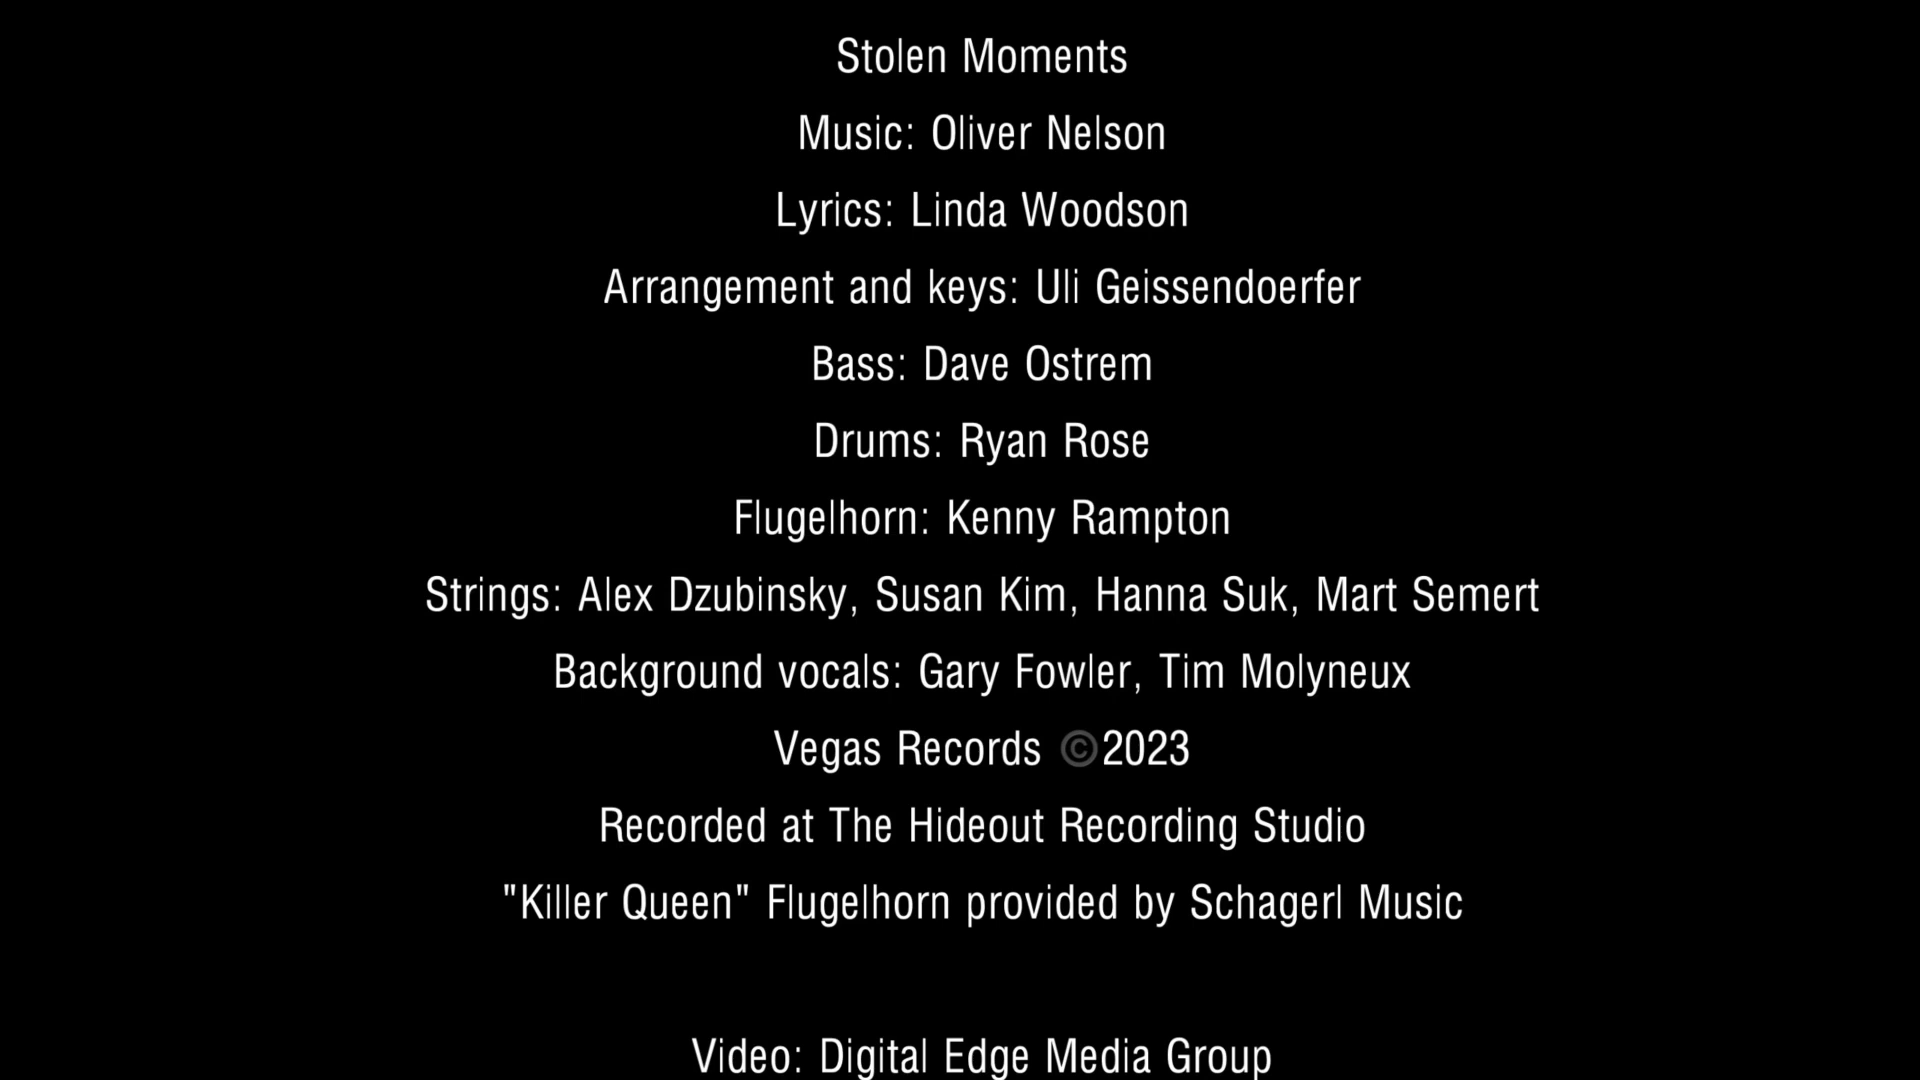 Stolen Moments
Music: Oliver Nelson
Lyrics: Linda Woodson
Arrangement and keys: Uli Geissendoerfer
Bass: Dave Ostrem
Drums: Ryan Rose
Flugelhorn: Kenny Rampton
Strings: Alex Dzubinsky, Susan Kim, Hanna Suk, Mart Semert
Background vocals: Gary Fowler, Tim Molyneux
Vegas Records ©2023
Recorded at The Hideout Recording Studio
"Killer Queen" Flugelhorn provided by Schagerl Music
Video: Digital Edge Media Group